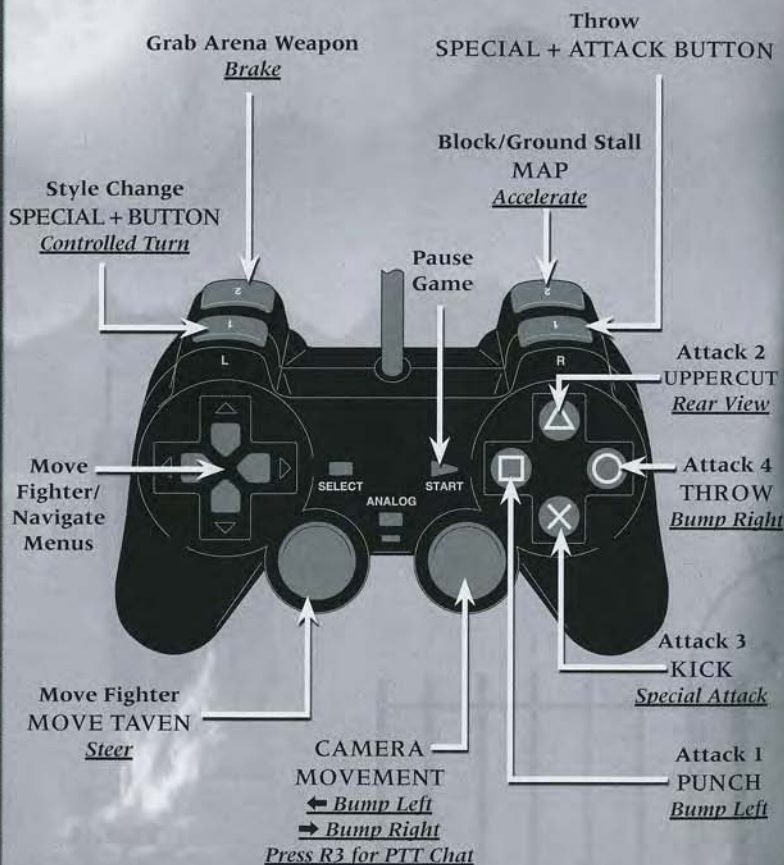 Throw
SPECIAL + ATTACK BUTTON
Grab Arena Weapon
Brake
Block/Ground Stall
MAP
Accelerate
Style Change
SPECIAL + BUTTON
Controlled Turn
Pause
Game
2
1
L
2
1
R
Attack 2
UPPERCUT
Rear View
Move
Fighter/
Navigate
Menus
SELECT
START
ANALOG
Attack 4
THROW
Bump Right
Attack 3
KICK
Special Attack
Move Fighter
MOVE TAVEN
Steer
CAMERA
MOVEMENT
← Bump Left
→ Bump Right
Press R3 for PTT Chat
Attack 1
PUNCH
Bump Left